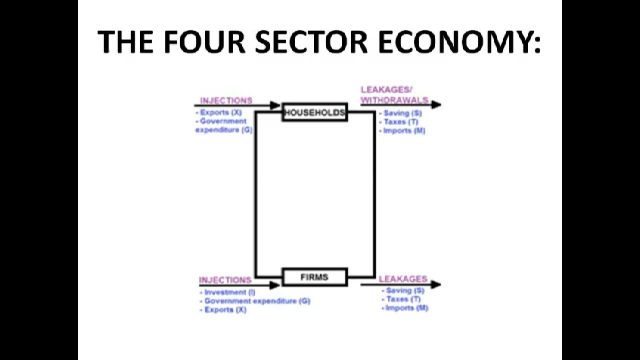 THE FOUR SECTOR ECONOMY:
LEAKAGES/
INJECTIONS
WITHDRAWALS
HOUSEHOLDS
- Exports (X)
- Government
expenditure (G)
- Saving (S)
- Taxes (T)
- Imports (M)
INJECTIONS
FIRMS
LEAKAGES
- Investment (I)
- Government expenditure (G)
- Exports (X)
- Saving (S)
- Taxes (T)
- Imports (M)